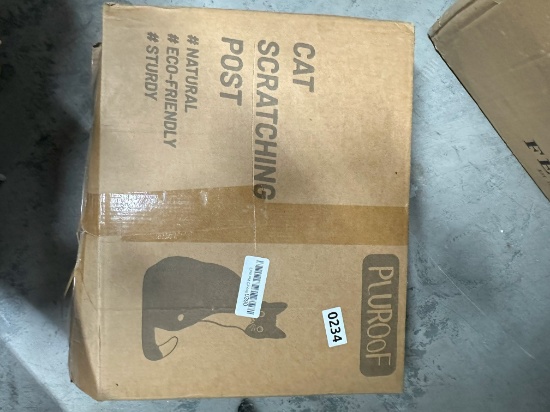 PLUROOF
CAT
SCRATCHING
POST
# NATURAL
# ECO-FRIENDLY
# STURDY
0234